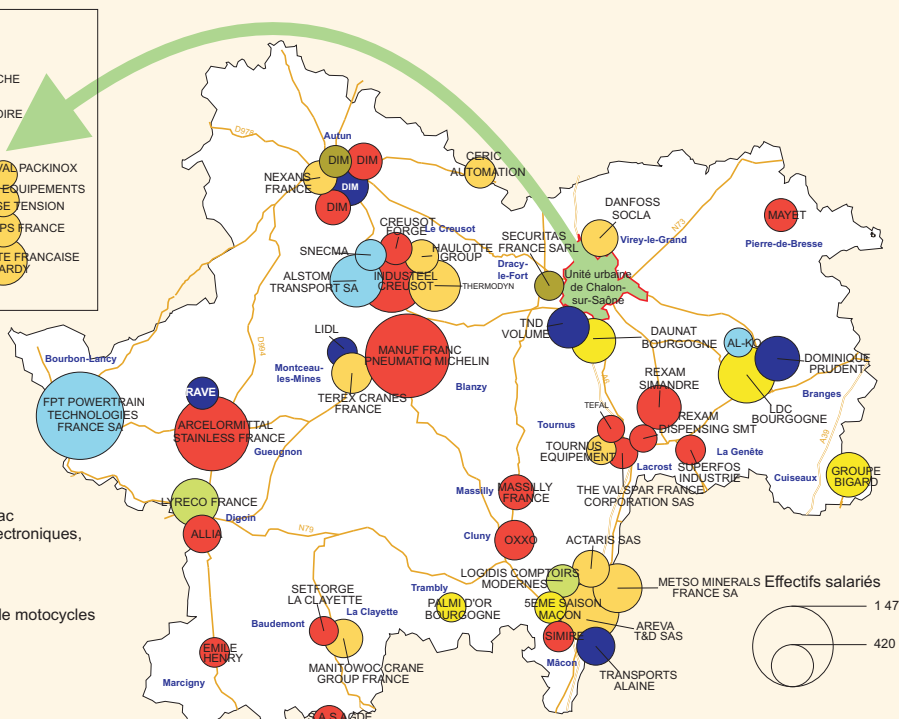 CHE
OIRE
VAL PACKINOX
EQUIPEMENTS
SE TENSION
PS FRANCE
TE FRANCAISE
ARDY
D978
Autun
DIM
DIM
DIM
DIM
NEXANS
FRANCE
CERIC
AUTOMATION
CREUSOT
FORGE
Le Creusot
SNECMA
HAULOTTE
GROUP
ALSTOM
TRANSPORT SA
INDUSTEEL
CREUSOT
THERMODYN
SECURITAS
FRANCE SARL
DANFOSS
SOCLA
Virey-le-Grand
N73
MAYET
Pierre-de-Bresse
Dracy-
le-Fort
Unité urbaine
de Chalon-
sur-Saône
TND
VOLUME
DAUNAT
BOURGOGNE
AL-KO
DOMINIQUE
PRUDENT
LDC
BOURGOGNE
Branges
LIDL
Montceau-
les-Mines
MANUF FRANC
PNEUMATIQ MICHELIN
TEREX CRANES
FRANCE
Blanzy
D994
Bourbon-Lancy
FPT POWERTRAIN
TECHNOLOGIES
FRANCE SA
RAVE
ARCELORMITTAL
STAINLESS FRANCE
Gueugnon
A6
REXAM
SIMANDRE
TEFAL
REXAM
DISPENSING SMT
Tournus
TOURNUS
EQUIPEMENT
Lacrost
SUPERFOS
INDUSTRIE
La Genête
THE VALSPAR FRANCE
CORPORATION SAS
A39
Cuiseaux
GROUPE
BIGARD
LYRECO FRANCE
Digoin
ALLIA
N79
Massilly
MASSILLY
FRANCE
Cluny
OXXO
ac
ectroniques,
de motocycles
ACTARIS SAS
LOGIDIS COMPTOIRS
MODERNES
METSO MINERALS
FRANCE SA
5EME SAISON
MACON
AREVA
T&D SAS
SIMIRE
Mâcon
TRANSPORTS
ALAINE
Trambly
PALMI D'OR
BOURGOGNE
SETFORGE
LA CLAYETTE
La Clayette
Baudemont
MANITOWOC CRANE
GROUP FRANCE
EMILE
HENRY
Marcigny
S.A.S AGDE
Effectifs salariés
1 47
420